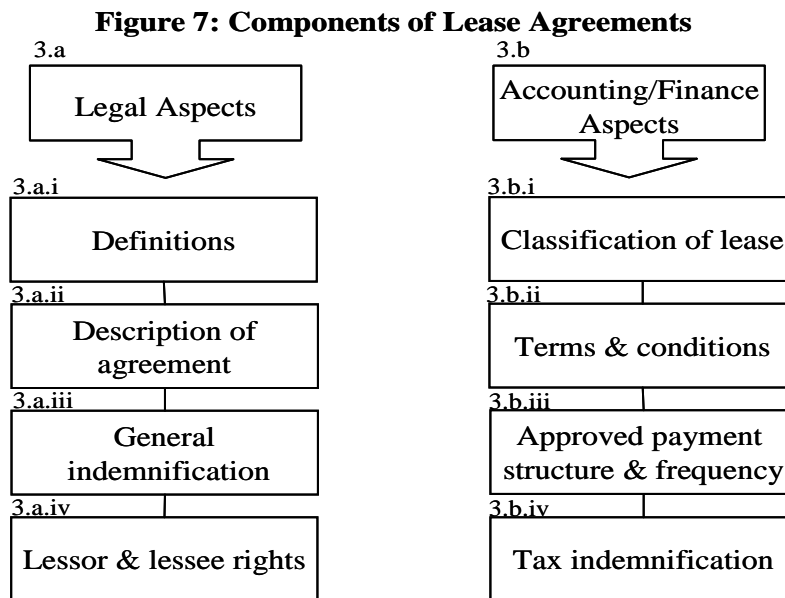 Figure 7: Components of Lease Agreements
3.a
Legal Aspects
3.a.i
Definitions
3.a.ii
Description of
agreement
3.a.iii
General
indemnification
3.a.iv
Lessor & lessee rights
3.b
Accounting/Finance
Aspects
3.b.i
Classification of lease
3.b.ii
Terms & conditions
3.b.iii
Approved payment
structure & frequency
3.b.iv
Tax indemnification